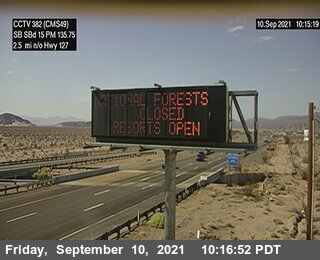 CCTV 382 (CMS49)
SB SBd 15 PM 135.75
2.5 mi n/o Hwy 127
10.Sep 2021 10:15:19
NATIONAL FORESTS
CLOSED
RESORTS OPEN
Friday, September 10, 2021 10:16:52 PDT